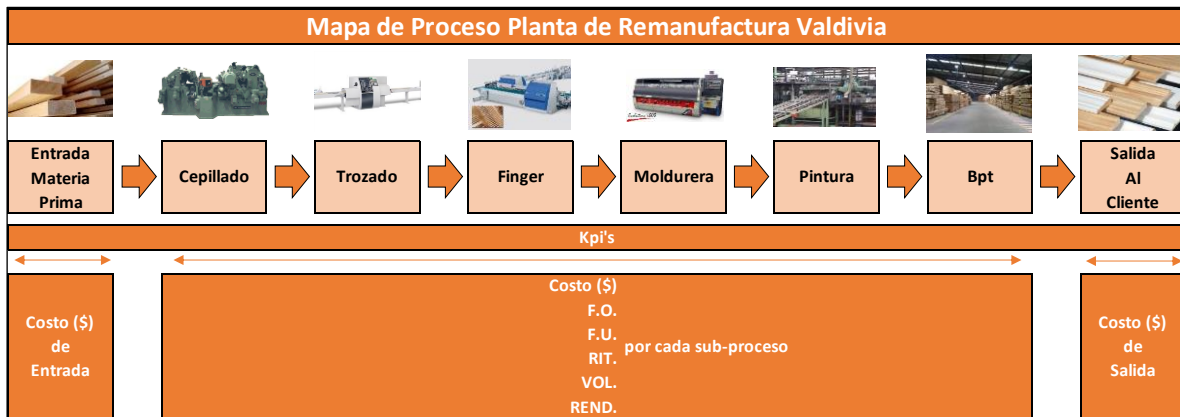 Mapa de Proceso Planta de Remanufactura Valdivia
Entrada
Materia
Prima
Cepillado
Trozado
Finger
Moldurera
Pintura
Bpt
Salida
Al
Cliente
Kpi's
Costo ($)
de
Entrada
Costo ($)
F.O.
F.U.
RIT.
VOL.
REND.
por cada sub-proceso
Costo ($)
de
Salida